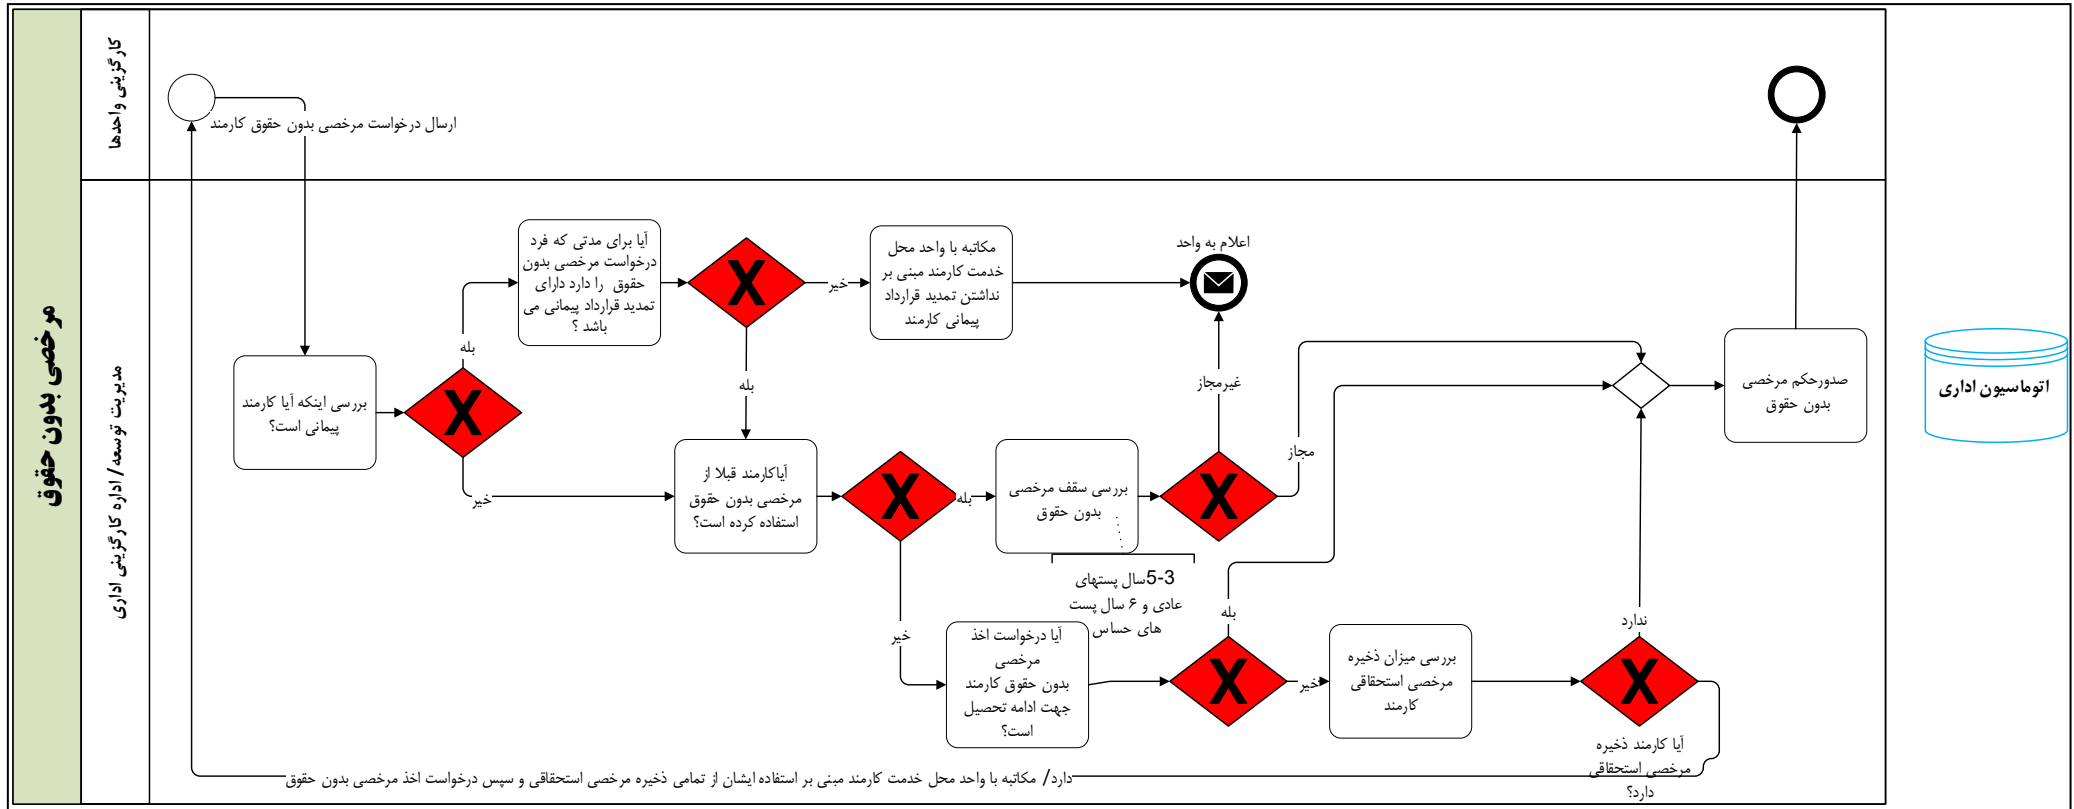 مرخصی بدون حقوق
کارگزینی واحدها
ارسال درخواست مرخصی بدون حقوق کارمند
مدیریت توسعه/ اداره کارگزینی اداری
بررسی اینکه آیا کارمند
پیمانی است؟
بله
خیر
آیا برای مدتی که فرد
درخواست مرخصی بدون
حقوق را دارد دارای
تمدید قرارداد پیمانی می
باشد ؟
خیر
بله
مکاتبه با واحد محل
خدمت کارمند مبنی بر
نداشتن تمدید قرارداد
پیمانی کارمند
اعلام به واحد
آیاکارمند قبلا از
مرخصی بدون حقوق
استفاده کرده است؟
بله
خیر
بررسی سقف مرخصی
بدون حقوق
5-3سال پستهای
عادی و ۶ سال پست
های حساس
غیرمجاز
مجاز
آیا درخواست اخذ
مرخصی
بدون حقوق کارمند
جهت ادامه تحصیل
است؟
بله
خیر
بررسی میزان ذخیره
مرخصی استحقاقی
کارمند
ندارد
آیا کارمند ذخیره
مرخصی استحقاقی
دارد؟
دارد/ مکاتبه با واحد محل خدمت کارمند مبنی بر استفاده ایشان از تمامی ذخیره مرخصی استحقاقی و سپس درخواست اخذ مرخصی بدون حقوق
صدورحکم مرخصی
بدون حقوق
اتوماسیون اداری